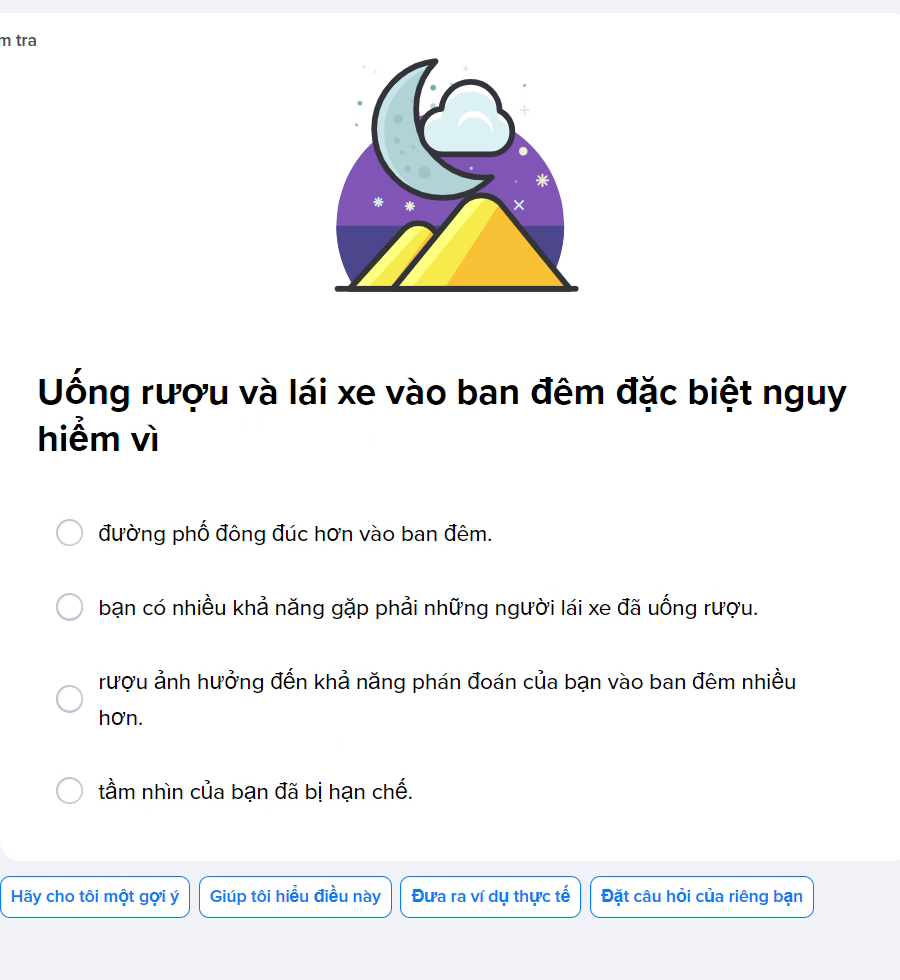 m tra
Uống rượu và lái xe vào ban đêm đặc biệt nguy
hiểm vì
đường phố đông đúc hơn vào ban đêm.
bạn có nhiều khả năng gặp phải những người lái xe đã uống rượu.
rượu ảnh hưởng đến khả năng phán đoán của bạn vào ban đêm nhiều
hơn.
tầm nhìn của bạn đã bị hạn chế.
Hãy cho tôi một gợi ý
Giúp tôi hiểu điều này
Đưa ra ví dụ thực tế
Đặt câu hỏi của riêng bạn